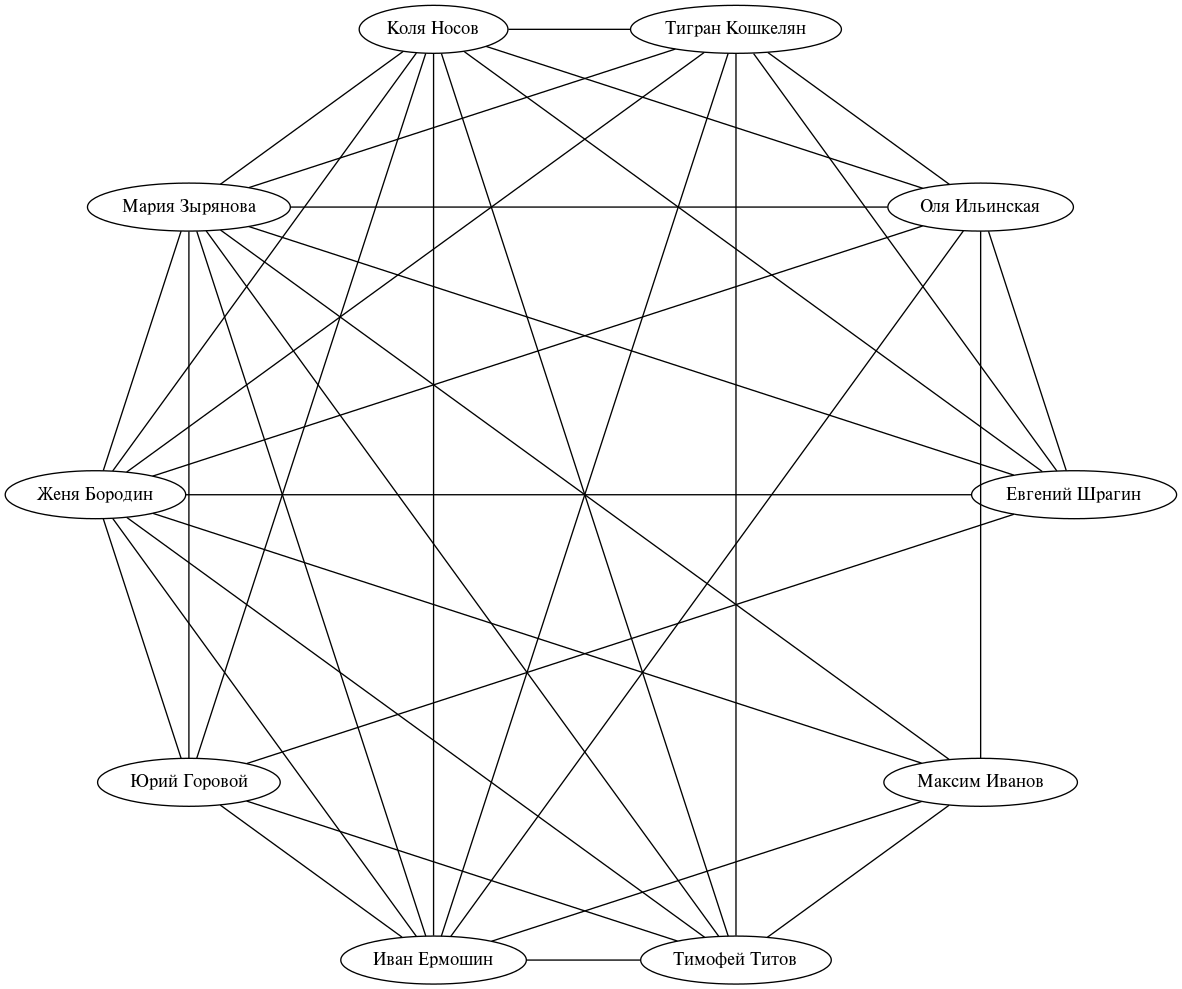 Коля Носов
Тигран Кошкелян
Мария Зырянова
Оля Ильинская
Женя Бородин
Евгений Шрагин
Юрий Горовой
Максим Иванов
Иван Ермошин
Тимофей Титов